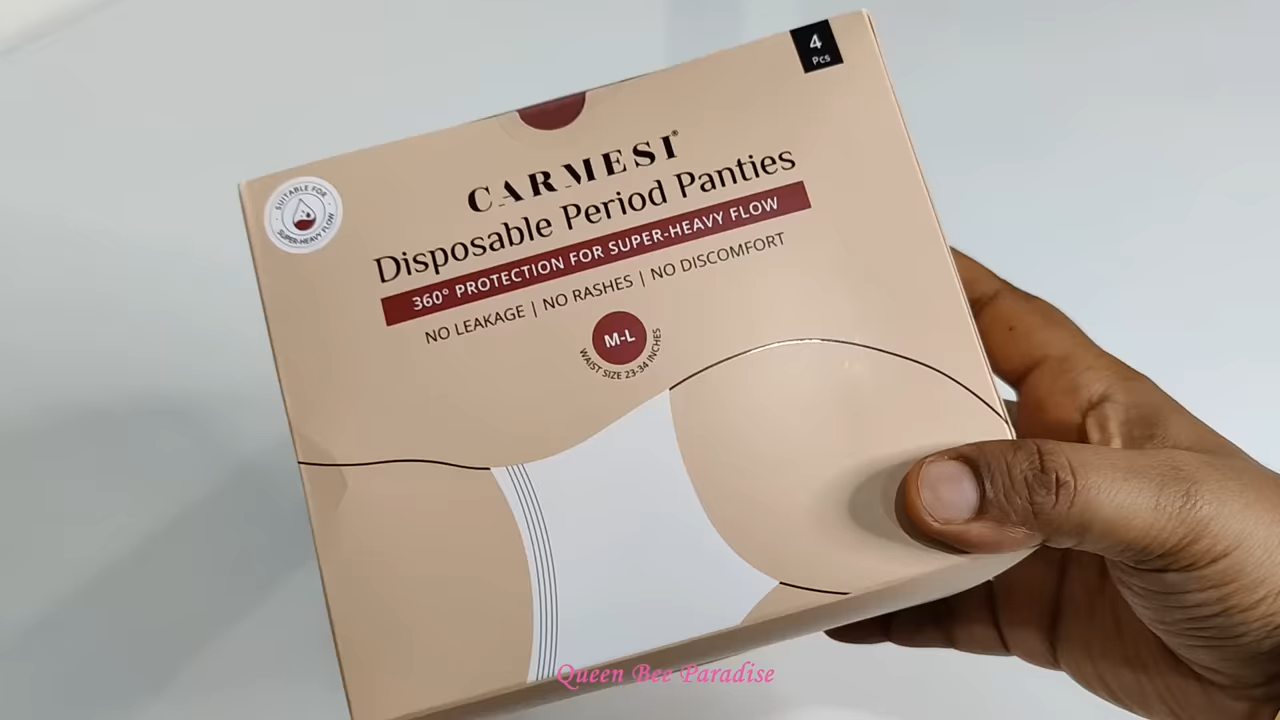 4
Pcs
SUITABLE FOR
SUPER-HEAVY FLOW
CARMESI®
Disposable Period Panties
360° PROTECTION FOR SUPER-HEAVY FLOW
NO LEAKAGE | NO RASHES | NO DISCOMFORT
M-L
WAIST SIZE 23-34 INCHES
Queen Bee Paradise